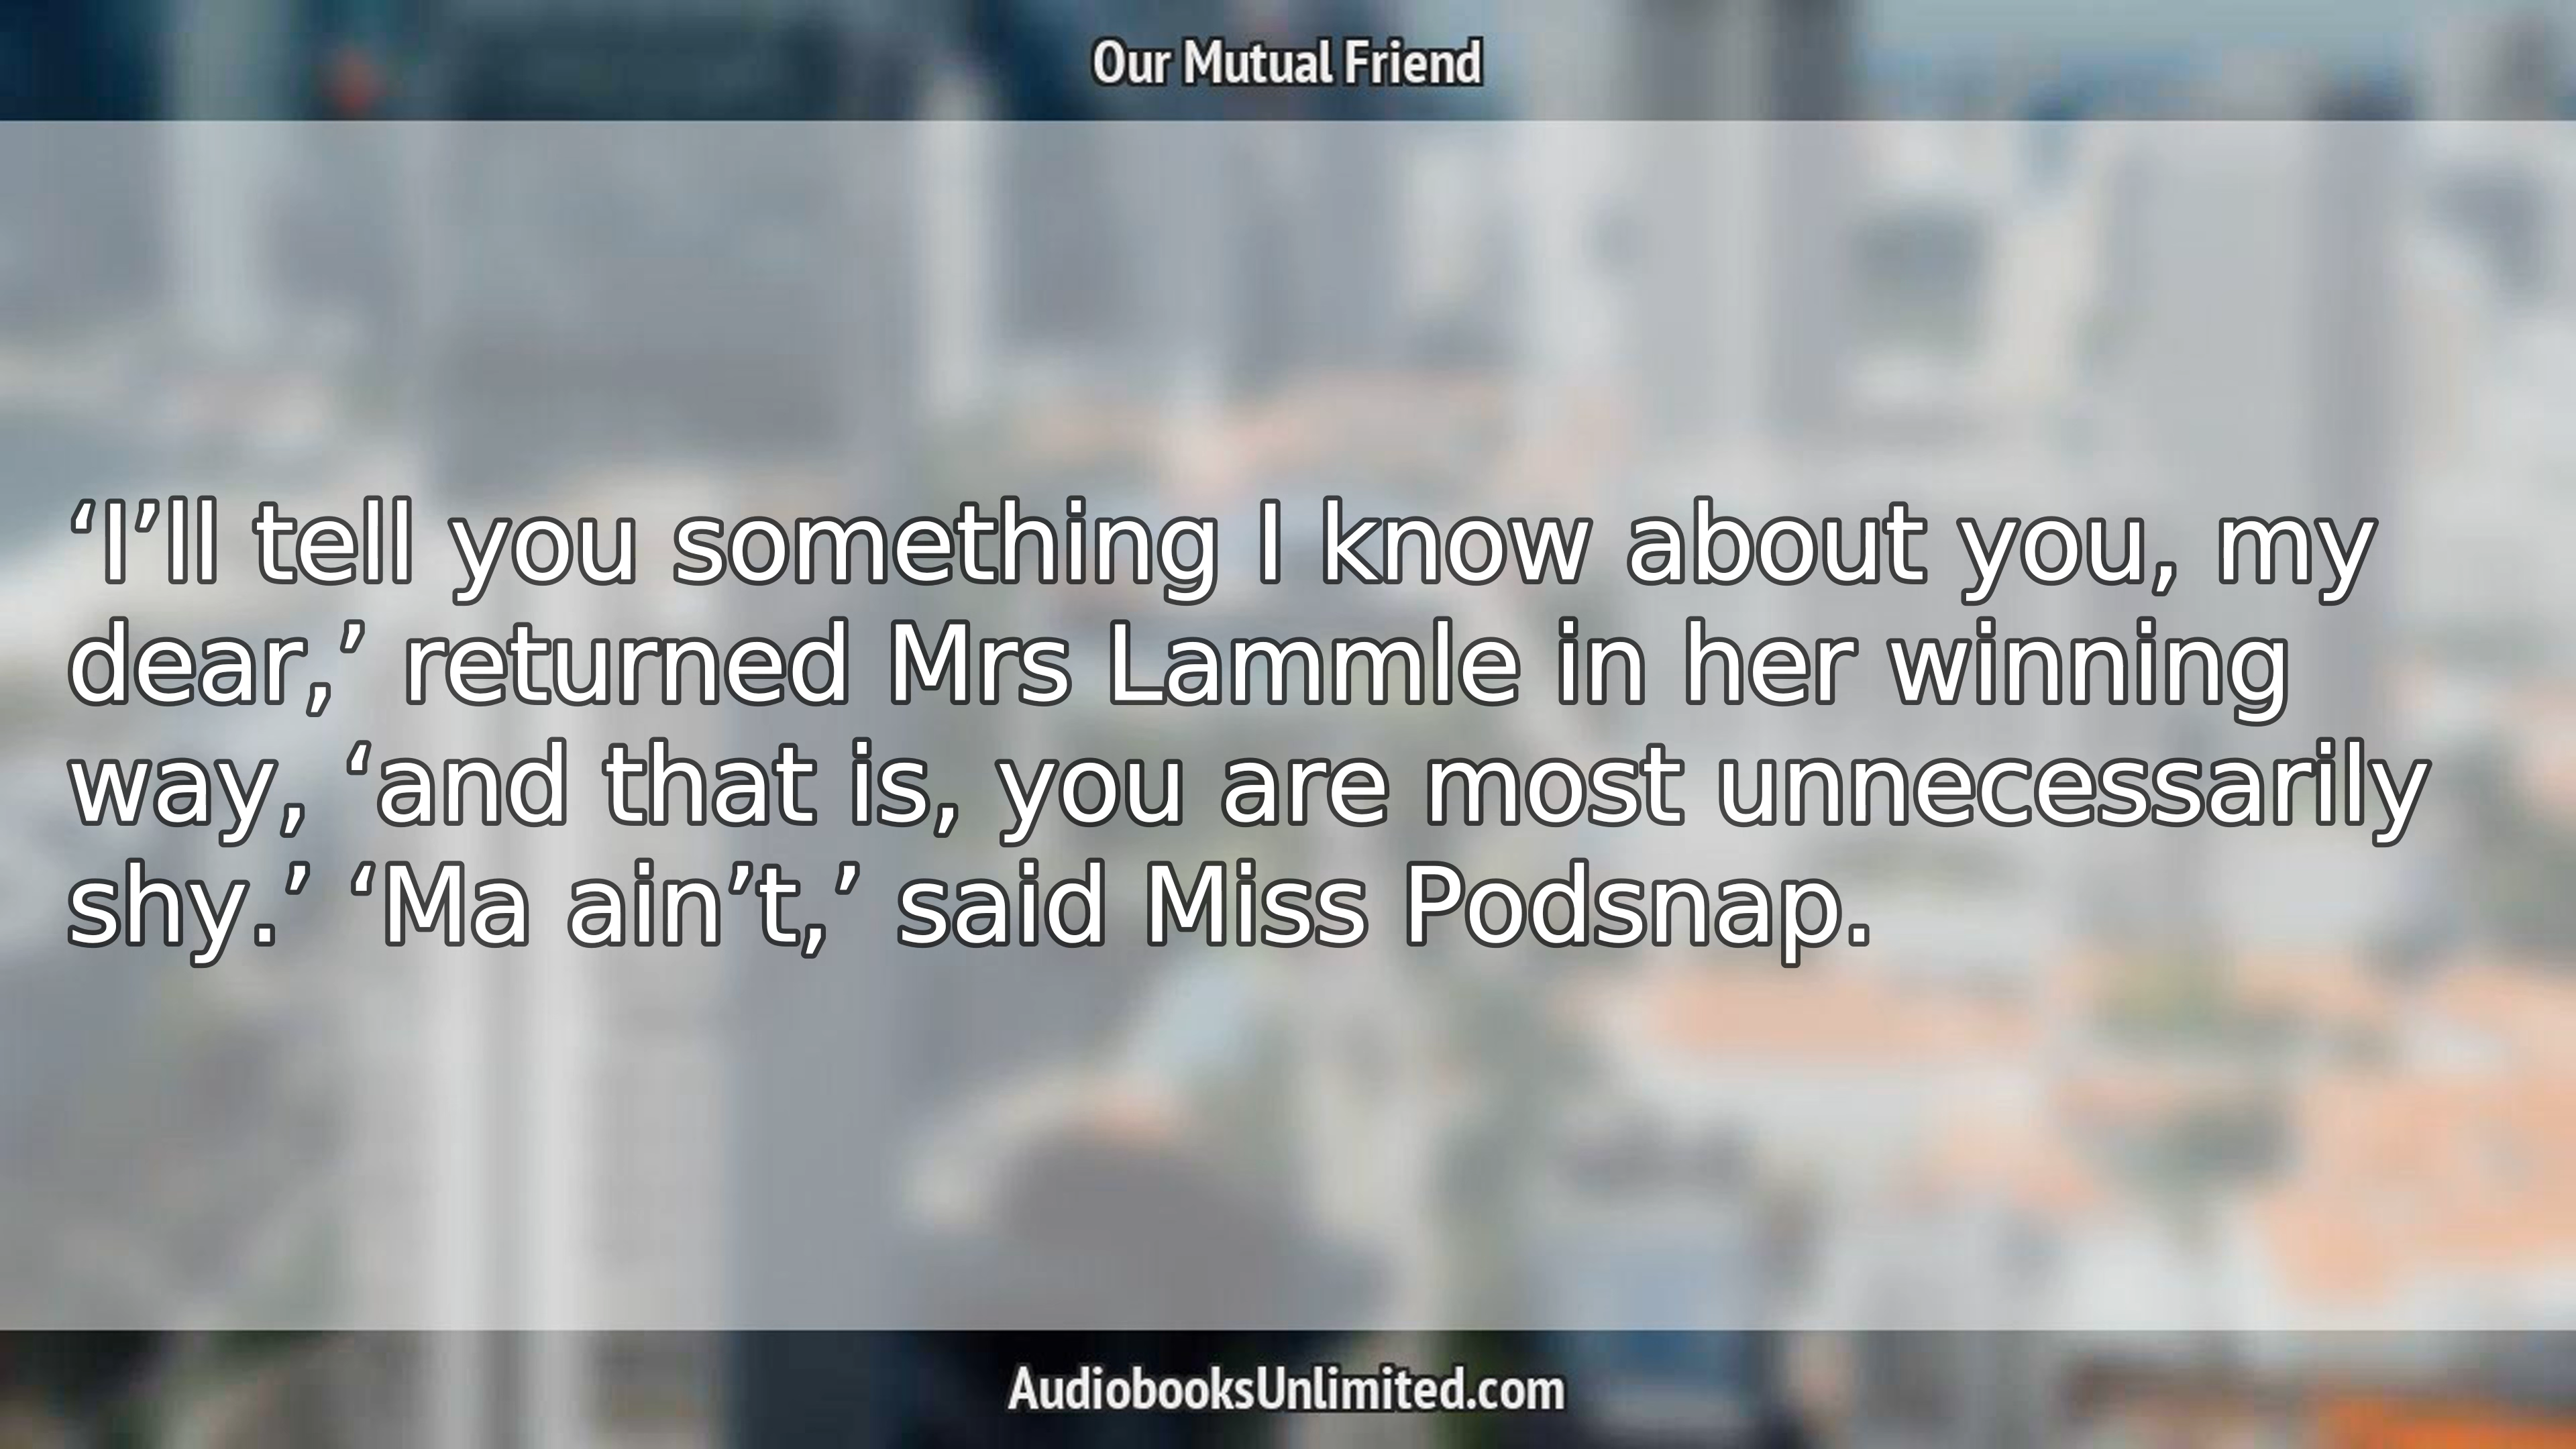 Our Mutual Friend
‘I’ll tell you something I know about you, my
dear,’ returned Mrs Lammle in her winning
way, ‘and that is, you are most unnecessarily
shy.’ ‘Ma ain’t,’ said Miss Podsnap.
AudiobooksUnlimited.com